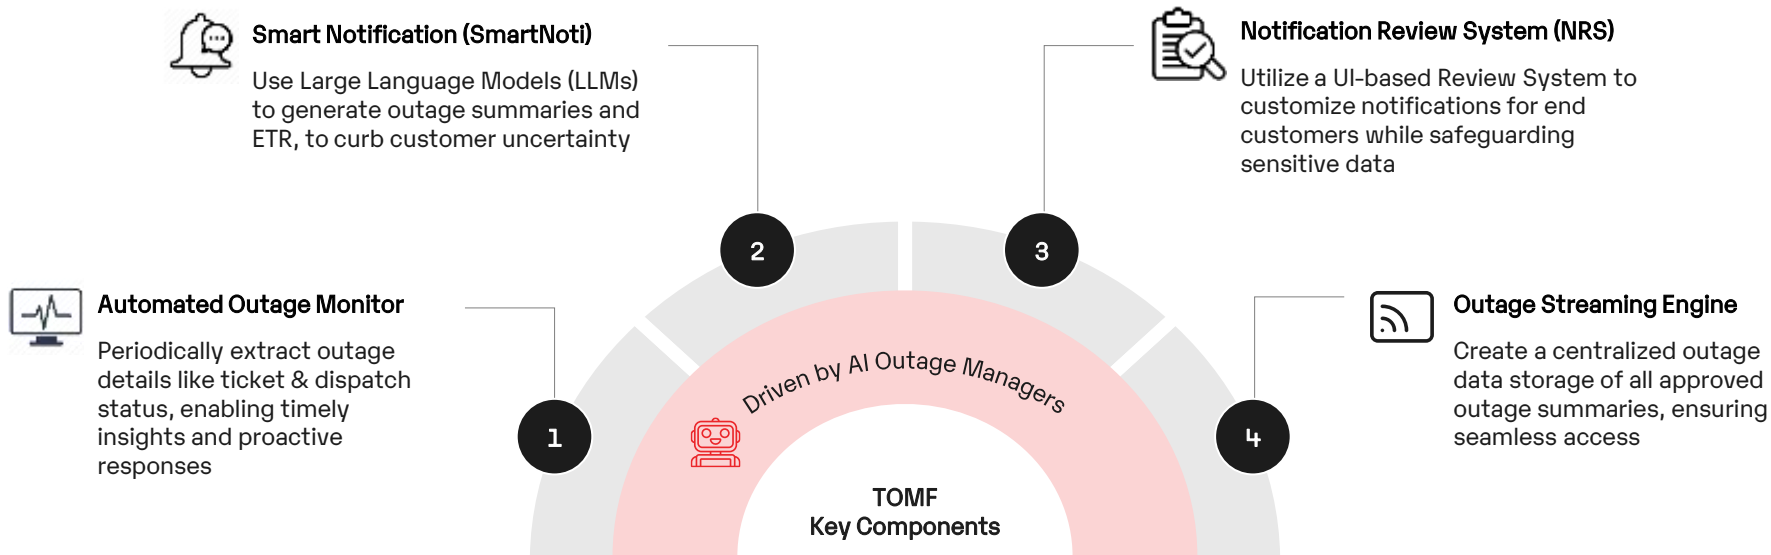 Smart Notification (SmartNoti)
Use Large Language Models (LLMs)
to generate outage summaries and
ETR, to curb customer uncertainty
Notification Review System (NRS)
Utilize a UI-based Review System to
customize notifications for end
customers while safeguarding
sensitive data
2
3
Automated Outage Monitor
Periodically extract outage
details like ticket & dispatch
status, enabling timely
insights and proactive
responses
Outage Streaming Engine
Create a centralized outage
data storage of all approved
outage summaries, ensuring
seamless access
Driven by AI Outage Managers
1
4
TOMF
Key Components